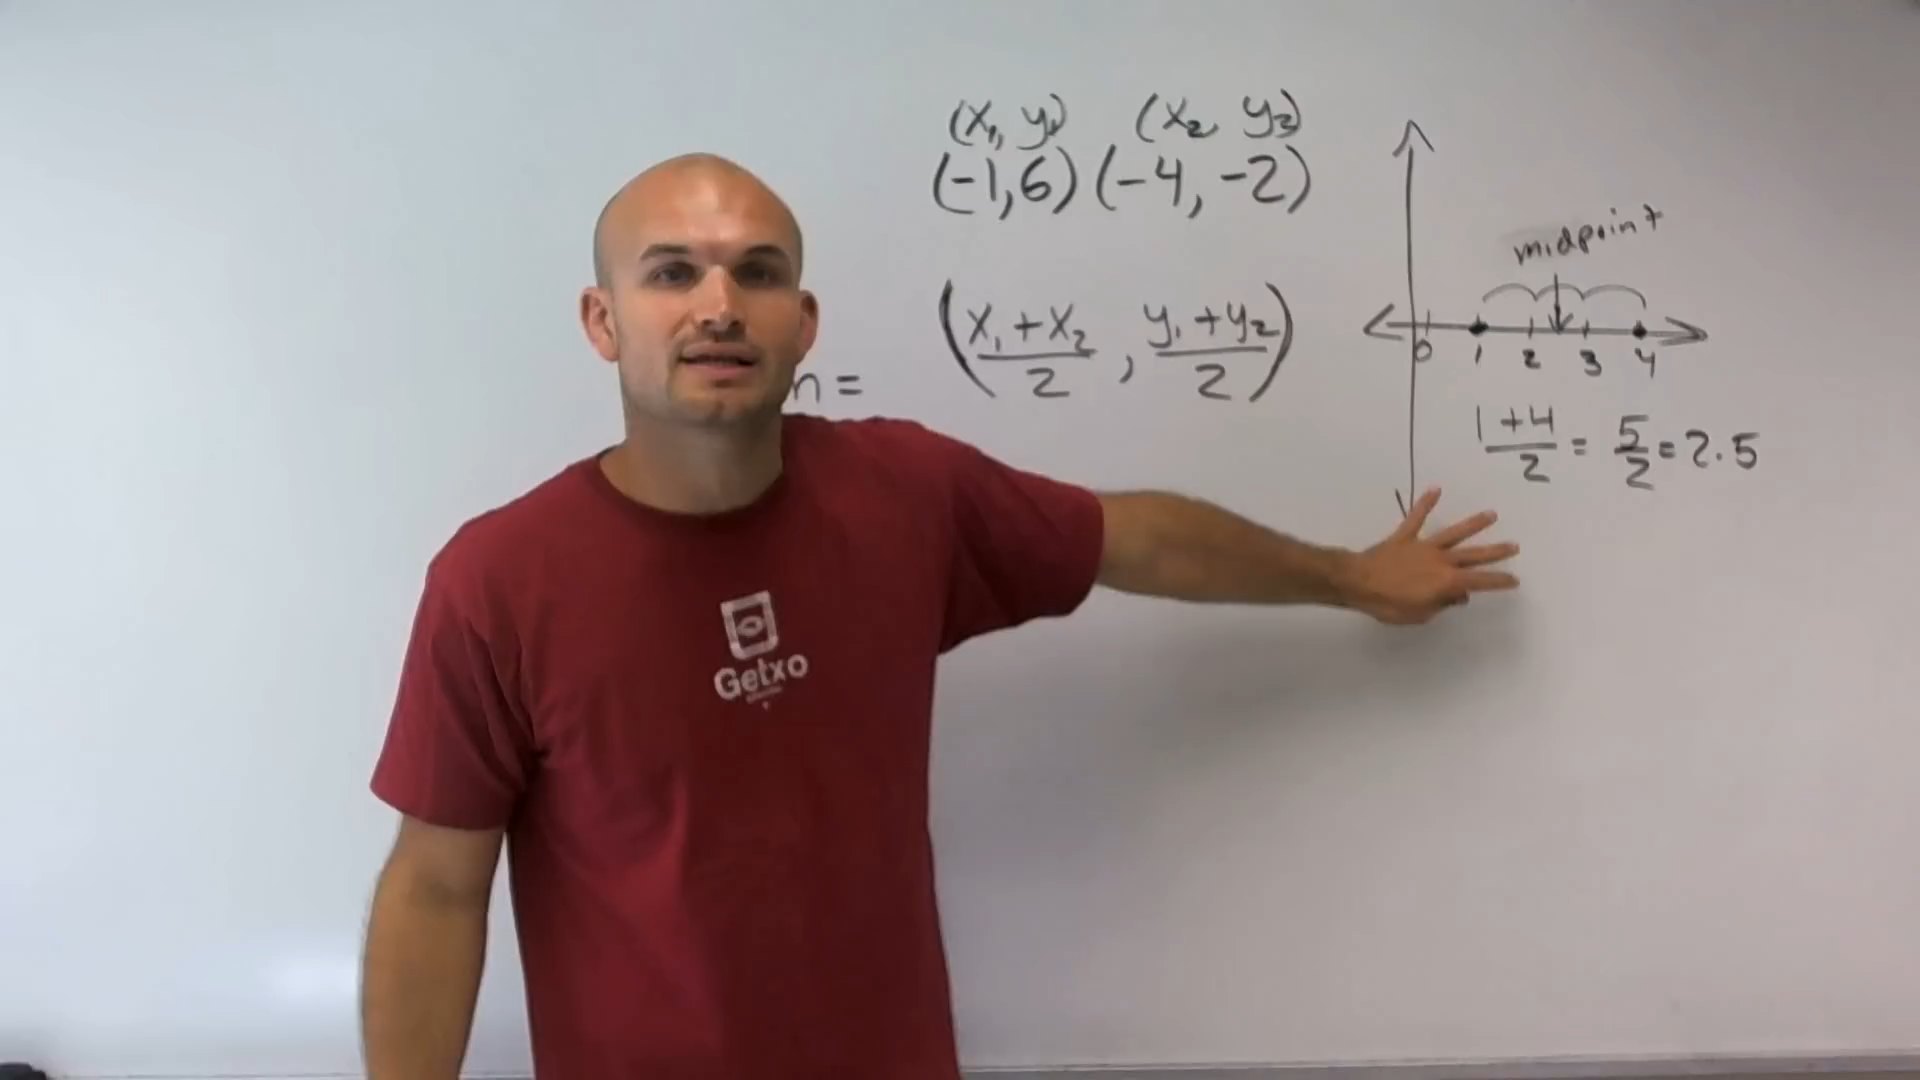 (x₁, y₁) (x₂, y₂)
(-1,6) (-4, -2)
= (x₁ + x₂ / 2 , y₁ + y₂ / 2)
midpoint
0 1 2 3 4
1+4 / 2 = 5/2 = 2.5
Getxo